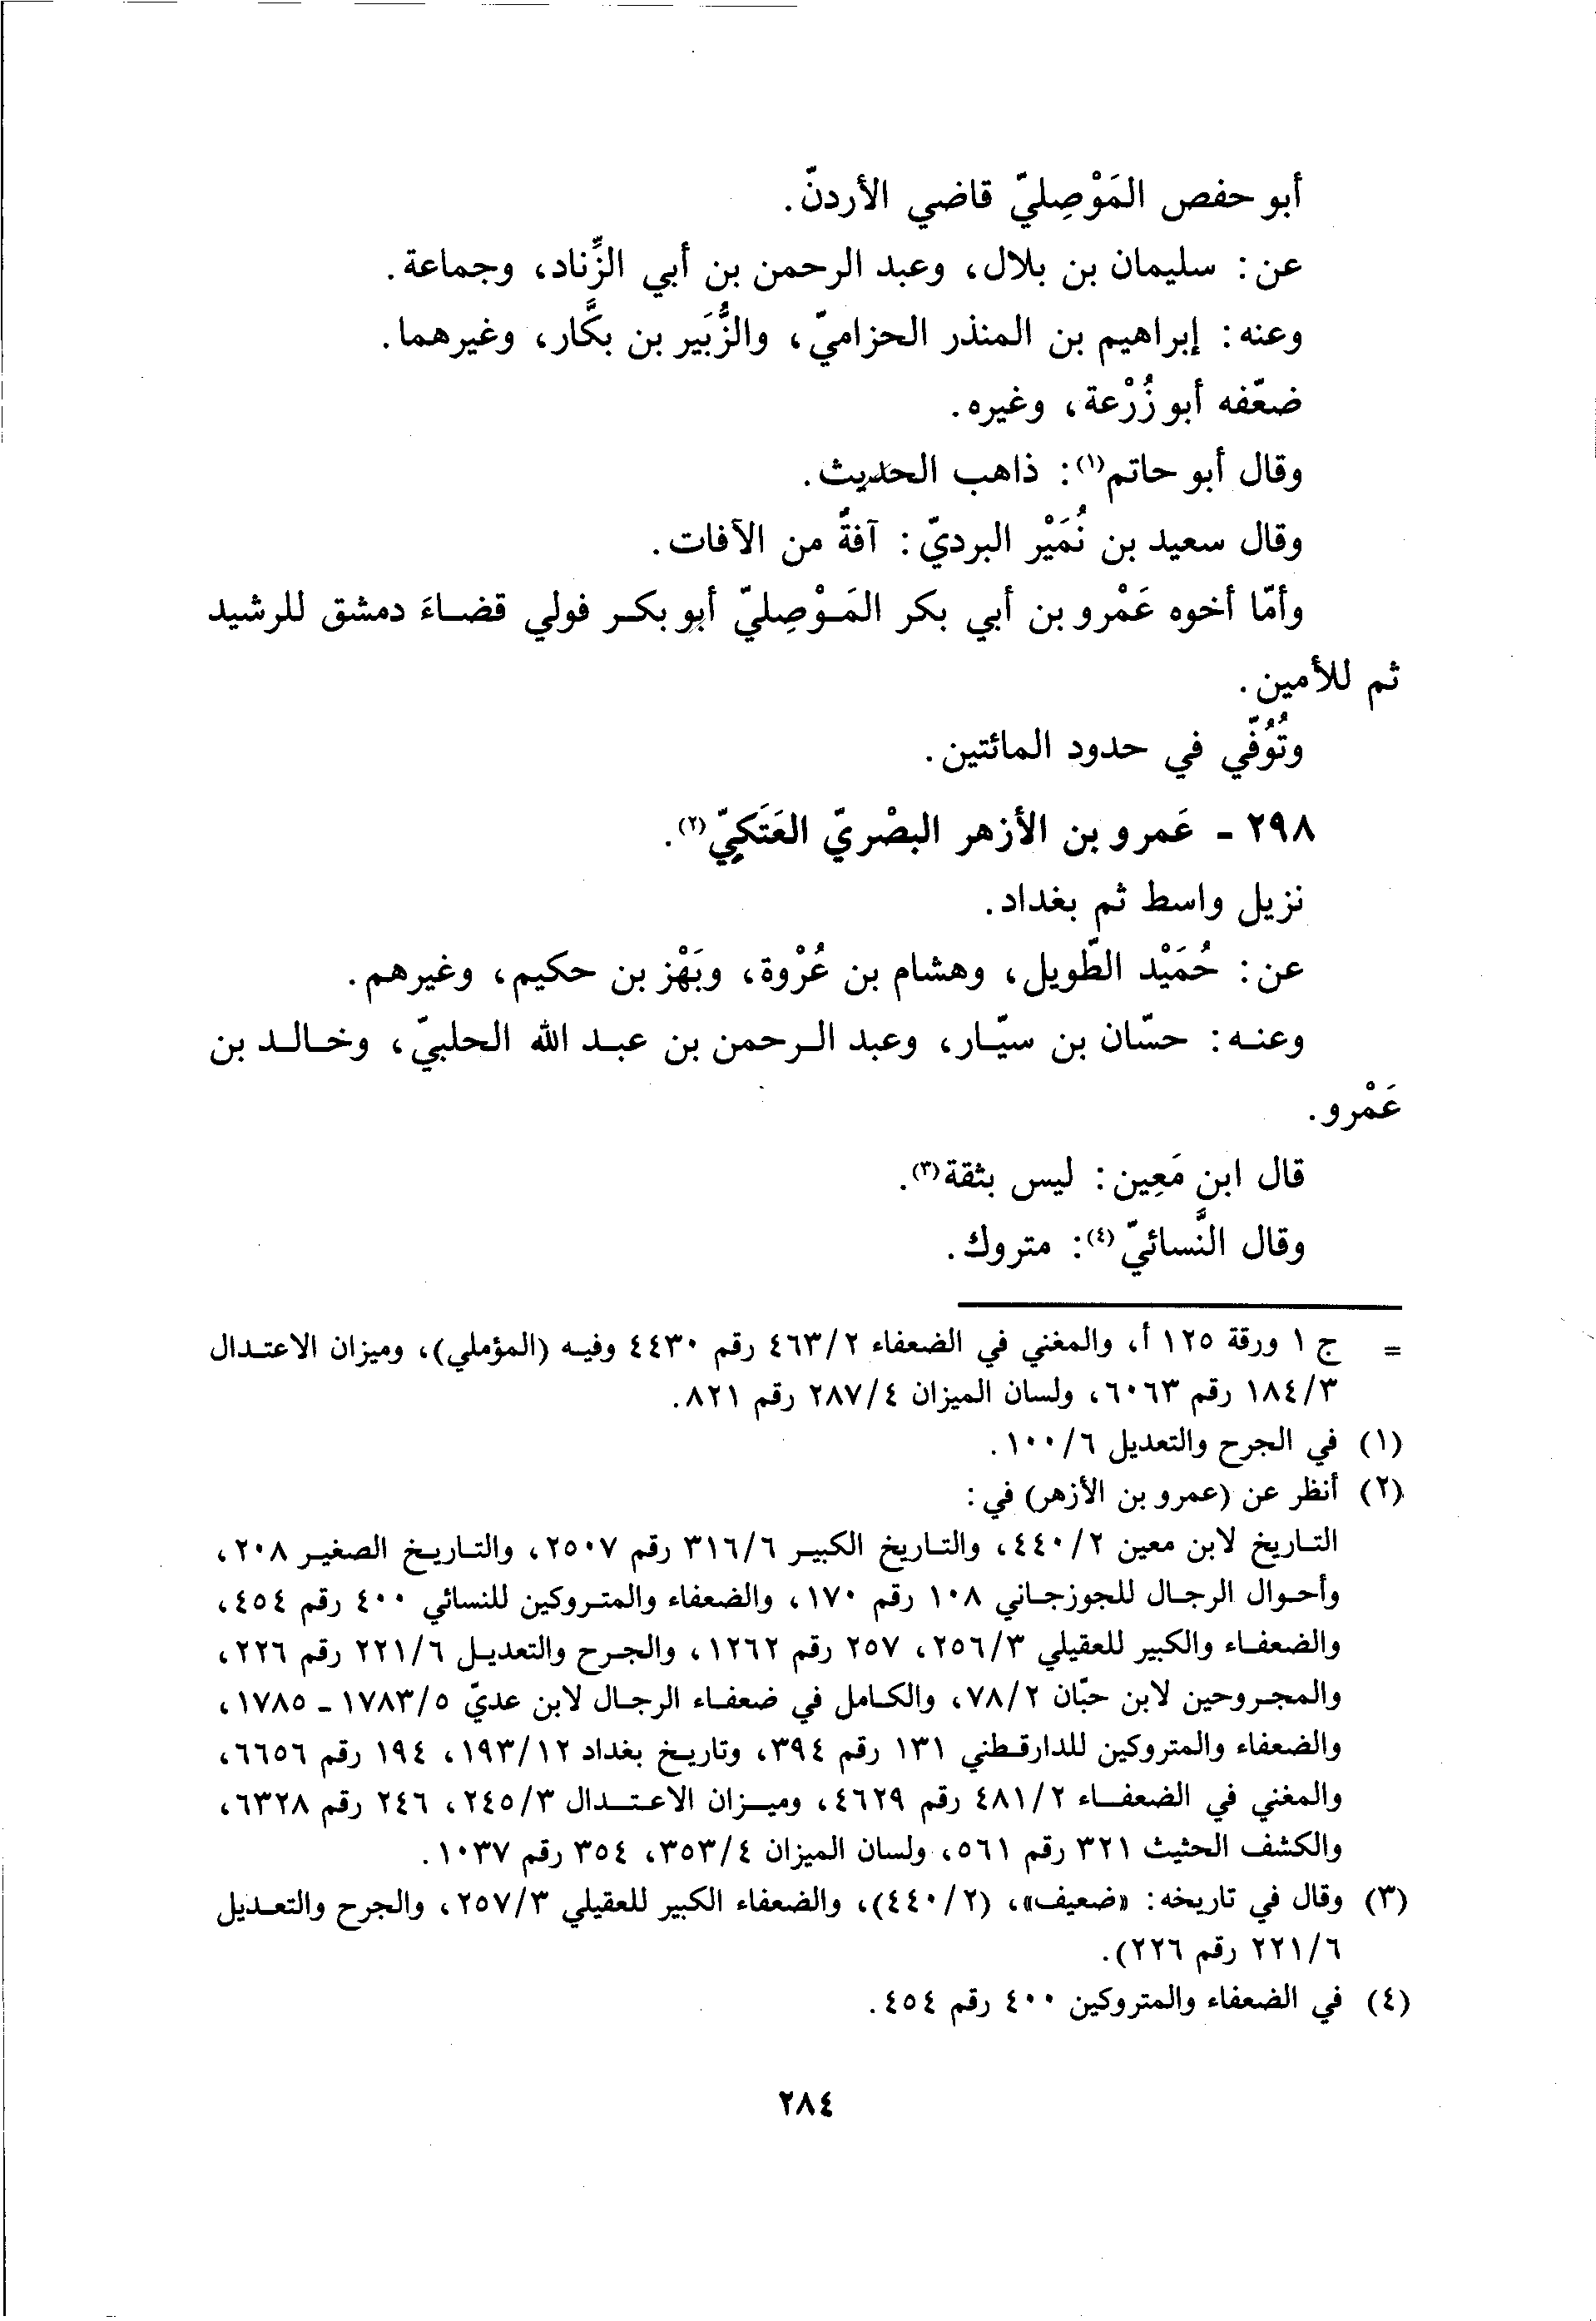 أبو حفص المَوْصِليّ قاضي الأردنّ.
عن: سليمان بن بلال، وعبد الرحمن بن أبي الزِّناد، وجماعة.
وعنه: إبراهيم بن المنذر الحزاميّ، والزُّبَير بن بكَّار، وغيرهما.
ضعّفه أبو زُرْعة، وغيره.
وقال أبو حاتم(١): ذاهب الحديث.
وقال سعيد بن نُمَيْر البرديّ: آفةٌ من الآفات.
وأمّا أخوه عَمْرو بن أبي بكر المَوْصِليّ أبو بكر فولي قضاءَ دمشق للرشيد
ثم للأمين.
وتُوُفّي في حدود المائتين.
٢٩٨ - عَمرو بن الأزهر البصْريّ العَتَكيّ(٢).
نزيل واسط ثم بغداد.
عن: حُمَيْد الطّويل، وهشام بن عُرْوة، وبَهْز بن حكيم، وغيرهم.
وعنه: حسّان بن سيّار، وعبد الرحمن بن عبد الله الحلبيّ، وخالد بن
عَمْرو.
قال ابن مَعِين: ليس بثقة(٣).
وقال النَّسائيّ(٤): متروك.
= ج ١ ورقة ١٢٥ أ، والمغني في الضعفاء ٤٦٣/٢ رقم ٤٤٣٠ وفيه (المؤملي)، وميزان الاعتدال
١٨٤/٣ رقم ٦٠٦٣، ولسان الميزان ٢٨٧/٤ رقم ٨٢١.
(١) في الجرح والتعديل ١٠٠/٦.
(٢) أنظر عن (عمرو بن الأزهر) في:
التاريخ لابن معين ٤٤٠/٢، والتاريخ الكبير ٣١٦/٦ رقم ٢٥٠٧، والتاريخ الصغير ٢٠٨،
وأحوال الرجال للجوزجاني ١٠٨ رقم ١٧٠، والضعفاء والمتروكين للنسائي ٤٠٠ رقم ٤٥٤،
والضعفاء والكبير للعقيلي ٢٥٦/٣، ٢٥٧ رقم ١٢٦٢، والجرح والتعديل ٢٢١/٦ رقم ٢٢٦،
والمجروحين لابن حبّان ٧٨/٢، والكامل في ضعفاء الرجال لابن عديّ ١٧٨٣/٥ - ١٧٨٥،
والضعفاء والمتروكين للدارقطني ١٣١ رقم ٣٩٤، وتاريخ بغداد ١٩٣/١٢، ١٩٤ رقم ٦٦٥٦،
والمغني في الضعفاء ٤٨١/٢ رقم ٤٦٢٩، وميزان الاعتدال ٢٤٥/٣، ٢٤٦ رقم ٦٣٢٨،
والكشف الحثيث ٣٢١ رقم ٥٦١، ولسان الميزان ٣٥٣/٤، ٣٥٤ رقم ١٠٣٧.
(٣) وقال في تاريخه: «ضعيف»، (٤٤٠/٢)، والضعفاء الكبير للعقيلي ٢٥٧/٣، والجرح والتعديل
٢٢١/٦ رقم ٢٢٦).
(٤) في الضعفاء والمتروكين ٤٠٠ رقم ٤٥٤.
٢٨٤